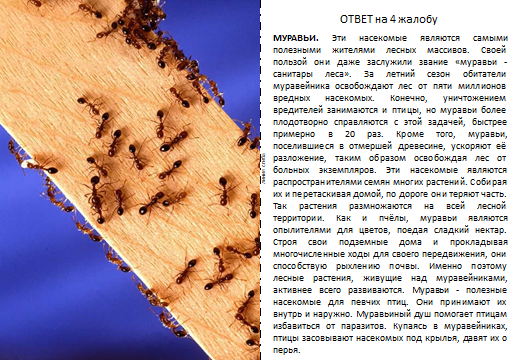 ОТВЕТ на 4 жалобу
МУРАВЬИ. Эти насекомые являются самыми
полезными жителями лесных массивов. Своей
пользой они даже заслужили звание «муравьи -
санитары леса». За летний сезон обитатели
муравейника освобождают лес от пяти миллионов
вредных насекомых. Конечно, уничтожением
вредителей занимаются и птицы, но муравьи более
плодотворно справляются с этой задачей, быстрее
примерно в 20 раз. Кроме того, муравьи,
поселившиеся в отмершей древесине, ускоряют её
разложение, таким образом освобождая лес от
больных экземпляров. Эти насекомые являются
распространителями семян многих растений. Собирая
их и перетаскивая домой, по дороге они теряют часть.
Так растения размножаются на всей лесной
территории. Как и пчёлы, муравьи являются
опылителями для цветов, поедая сладкий нектар.
Строя свои подземные дома и прокладывая
многочисленные ходы для своего передвижения, они
способствую рыхлению почвы. Именно поэтому
лесные растения, живущие над муравейниками,
активнее всего развиваются. Муравьи - полезные
насекомые для певчих птиц. Они принимают их
внутрь и наружно. Муравьиный душ помогает птицам
избавиться от паразитов. Купаясь в муравейниках,
птицы засовывают насекомых под крылья, давят их о
перья.